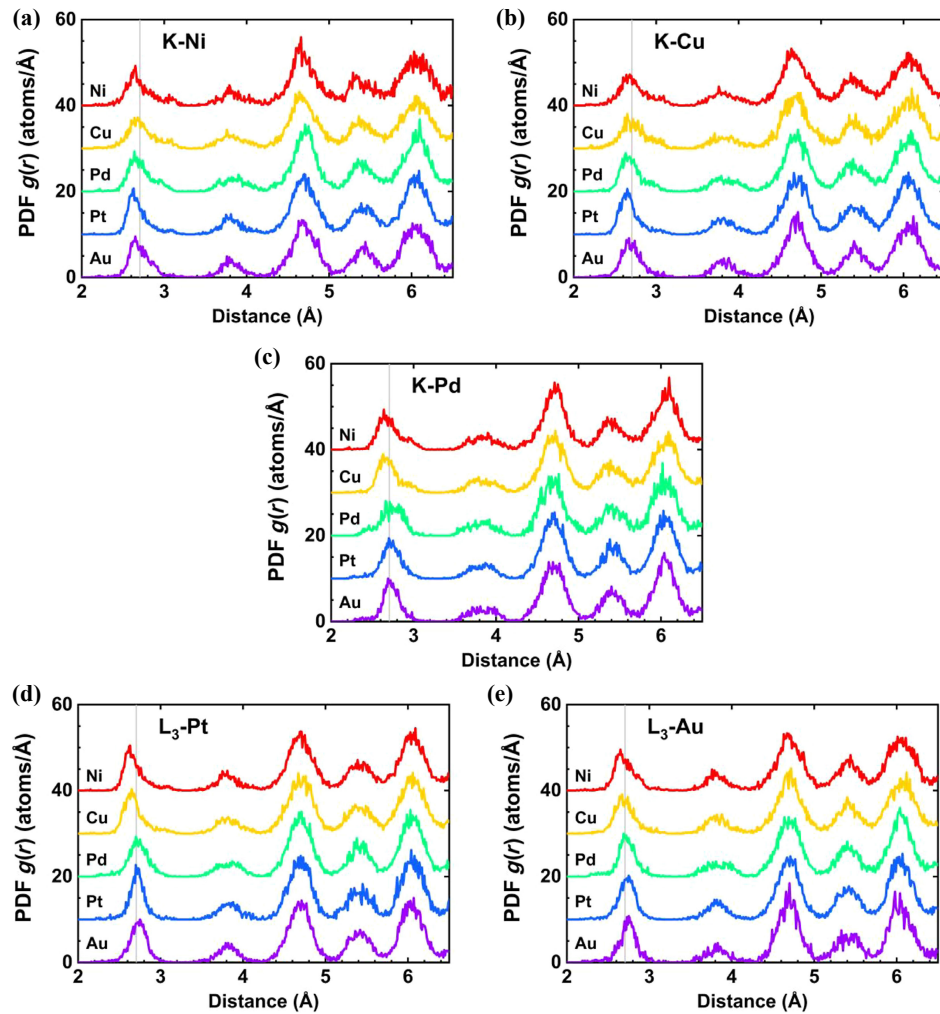 (a)
K-Ni
PDF g(r) (atoms/Å)
60
40
20
0
Ni
Cu
Pd
Pt
Au
2 3 4 5 6
Distance (Å)
(b)
K-Cu
PDF g(r) (atoms/Å)
60
40
20
0
Ni
Cu
Pd
Pt
Au
2 3 4 5 6
Distance (Å)
(c)
K-Pd
PDF g(r) (atoms/Å)
60
40
20
0
Ni
Cu
Pd
Pt
Au
2 3 4 5 6
Distance (Å)
(d)
L3-Pt
PDF g(r) (atoms/Å)
60
40
20
0
Ni
Cu
Pd
Pt
Au
2 3 4 5 6
Distance (Å)
(e)
L3-Au
PDF g(r) (atoms/Å)
60
40
20
0
Ni
Cu
Pd
Pt
Au
2 3 4 5 6
Distance (Å)